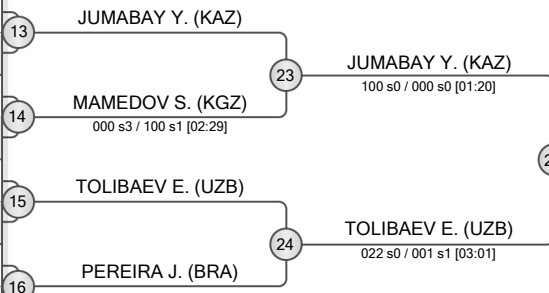 JUMABAY Y. (KAZ)
13
23
JUMABAY Y. (KAZ)
100 s0 / 000 s0 [01:20]
MAMEDOV S. (KGZ)
14
000 s3 / 100 s1 [02:29]
TOLIBAEV E. (UZB)
15
24
TOLIBAEV E. (UZB)
022 s0 / 001 s1 [03:01]
PEREIRA J. (BRA)
16